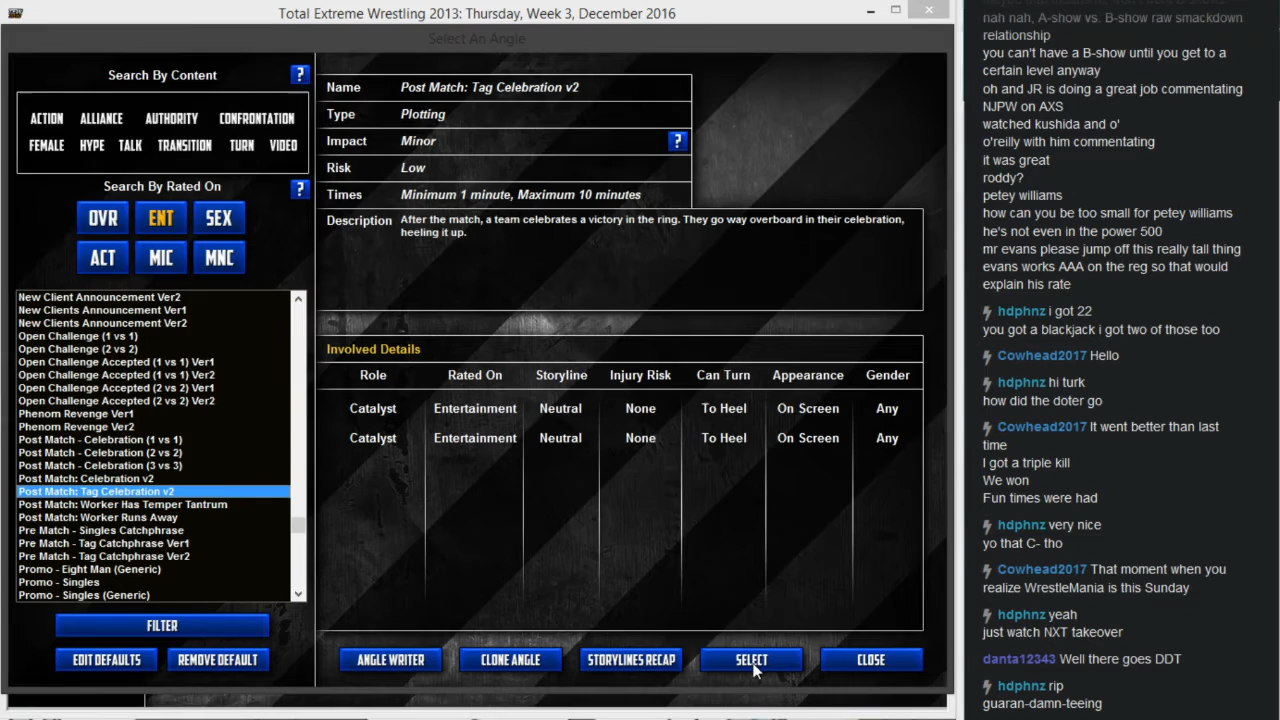 Total Extreme Wrestling 2013: Thursday, Week 3, December 2016
Select An Angle
Search By Content
?
ACTION ALLIANCE AUTHORITY CONFRONTATION
FEMALE HYPE TALK TRANSITION TURN VIDEO
Search By Rated On
?
OVR ENT SEX
ACT MIC MNC
New Client Announcement Ver2
New Clients Announcement Ver1
New Clients Announcement Ver2
Open Challenge (1 vs 1)
Open Challenge (2 vs 2)
Open Challenge Accepted (1 vs 1) Ver1
Open Challenge Accepted (1 vs 1) Ver2
Open Challenge Accepted (2 vs 2) Ver1
Open Challenge Accepted (2 vs 2) Ver2
Phenom Revenge Ver1
Phenom Revenge Ver2
Post Match - Celebration (1 vs 1)
Post Match - Celebration (2 vs 2)
Post Match - Celebration (3 vs 3)
Post Match: Celebration v2
Post Match: Tag Celebration v2
Post Match: Worker Has Temper Tantrum
Post Match: Worker Runs Away
Pre Match - Singles Catchphrase
Pre Match - Tag Catchphrase Ver1
Pre Match - Tag Catchphrase Ver2
Promo - Eight Man (Generic)
Promo - Singles
Promo - Singles (Generic)
FILTER
EDIT DEFAULTS REMOVE DEFAULT
Name Post Match: Tag Celebration v2
Type Plotting
Impact Minor ?
Risk Low
Times Minimum 1 minute, Maximum 10 minutes
Description After the match, a team celebrates a victory in the ring. They go way overboard in their celebration,
heeling it up.
Involved Details
Role Rated On Storyline Injury Risk Can Turn Appearance Gender
Catalyst Entertainment Neutral None To Heel On Screen Any
Catalyst Entertainment Neutral None To Heel On Screen Any
ANGLE WRITER CLONE ANGLE STORYLINES RECAP SELECT CLOSE
nah nah, A-show vs. B-show raw smackdown
relationship
you can't have a B-show until you get to a
certain level anyway
oh and JR is doing a great job commentating
NJPW on AXS
watched kushida and o'
o'reilly with him commentating
it was great
roddy?
petey williams
how can you be too small for petey williams
he's not even in the power 500
mr evans please jump off this really tall thing
evans works AAA on the reg so that would
explain his rate
hdphnz i got 22
you got a blackjack i got two of those too
Cowhead2017 Hello
hdphnz hi turk
how did the doter go
Cowhead2017 It went better than last
time
I got a triple kill
We won
Fun times were had
hdphnz very nice
yo that C- tho
Cowhead2017 That moment when you
realize WrestleMania is this Sunday
hdphnz yeah
just watch NXT takeover
danta12343 Well there goes DDT
hdphnz rip
guaran-damn-teeing